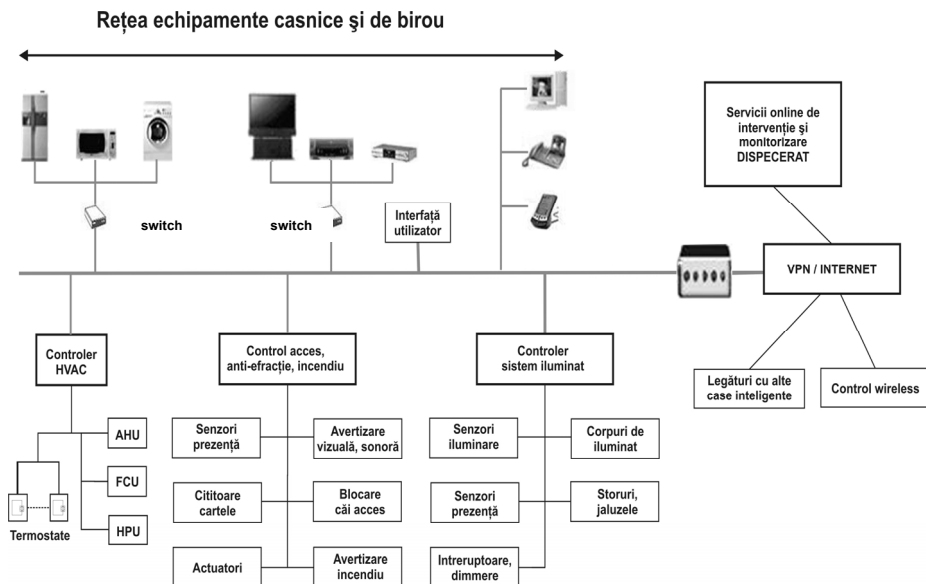 Rețea echipamente casnice și de birou
switch
switch
Interfață
utilizator
Servicii online de
intervenție și
monitorizare
DISPECERAT
VPN / INTERNET
Legături cu alte
case inteligente
Control wireless
Controler
HVAC
Control acces,
anti-efracție, incendiu
Controler
sistem iluminat
AHU
FCU
HPU
Termostate
Senzori
prezență
Avertizare
vizuală, sonoră
Cititoare
cartele
Blocare
căi acces
Actuatori
Avertizare
incendiu
Senzori
iluminare
Corpuri de
iluminat
Senzori
prezență
Storuri,
jaluzele
Intreruptoare,
dimmere